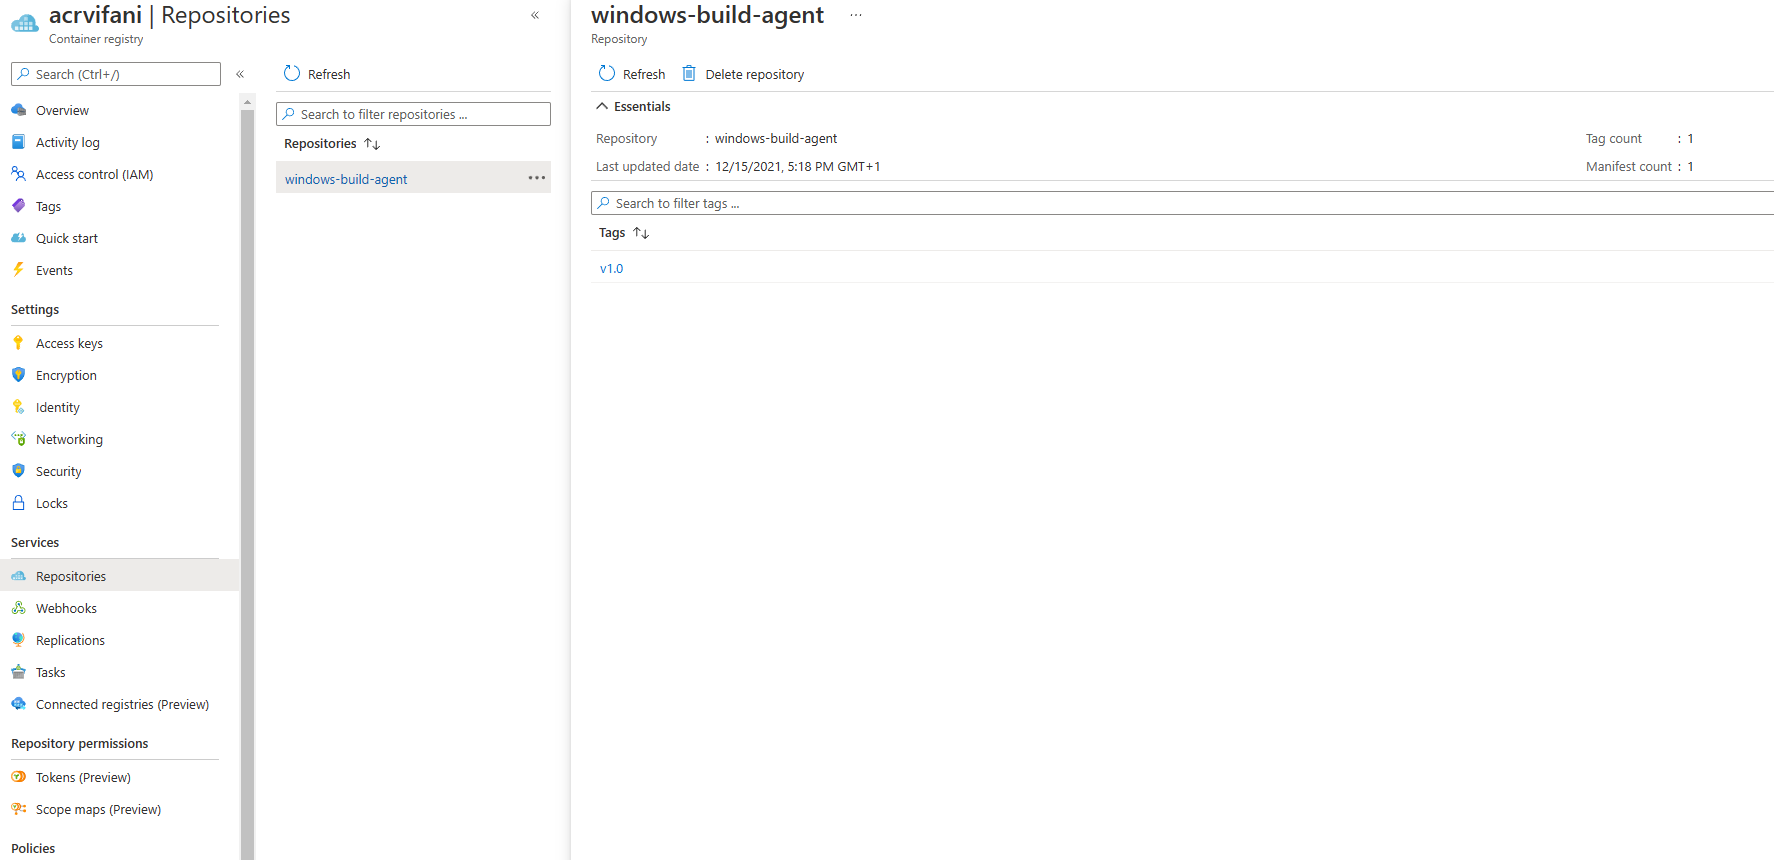 acrvifani | Repositories
Container registry
«
Search (Ctrl+/)
«
Overview
Activity log
Access control (IAM)
Tags
Quick start
Events
Settings
Access keys
Encryption
Identity
Networking
Security
Locks
Services
Repositories
Webhooks
Replications
Tasks
Connected registries (Preview)
Repository permissions
Tokens (Preview)
Scope maps (Preview)
Policies
Refresh
Search to filter repositories ...
Repositories ↑↓
windows-build-agent ...
windows-build-agent ...
Repository
Refresh Delete repository
Essentials
Repository : windows-build-agent Tag count : 1
Last updated date : 12/15/2021, 5:18 PM GMT+1 Manifest count : 1
Search to filter tags ...
Tags ↑↓
v1.0